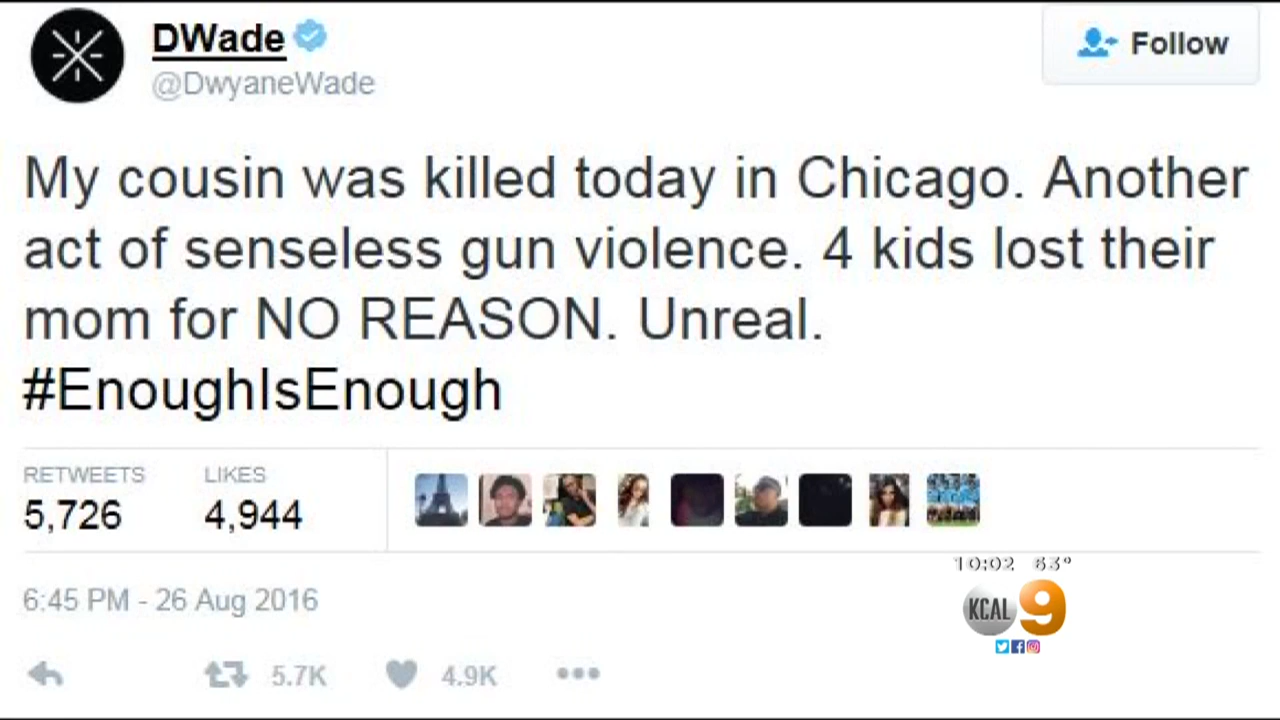 DWade
@DwyaneWade
Follow
My cousin was killed today in Chicago. Another
act of senseless gun violence. 4 kids lost their
mom for NO REASON. Unreal.
#EnoughIsEnough
RETWEETS LIKES
5,726 4,944
10:02 63°
6:45 PM - 26 Aug 2016
KCAL 9
5.7K 4.9K